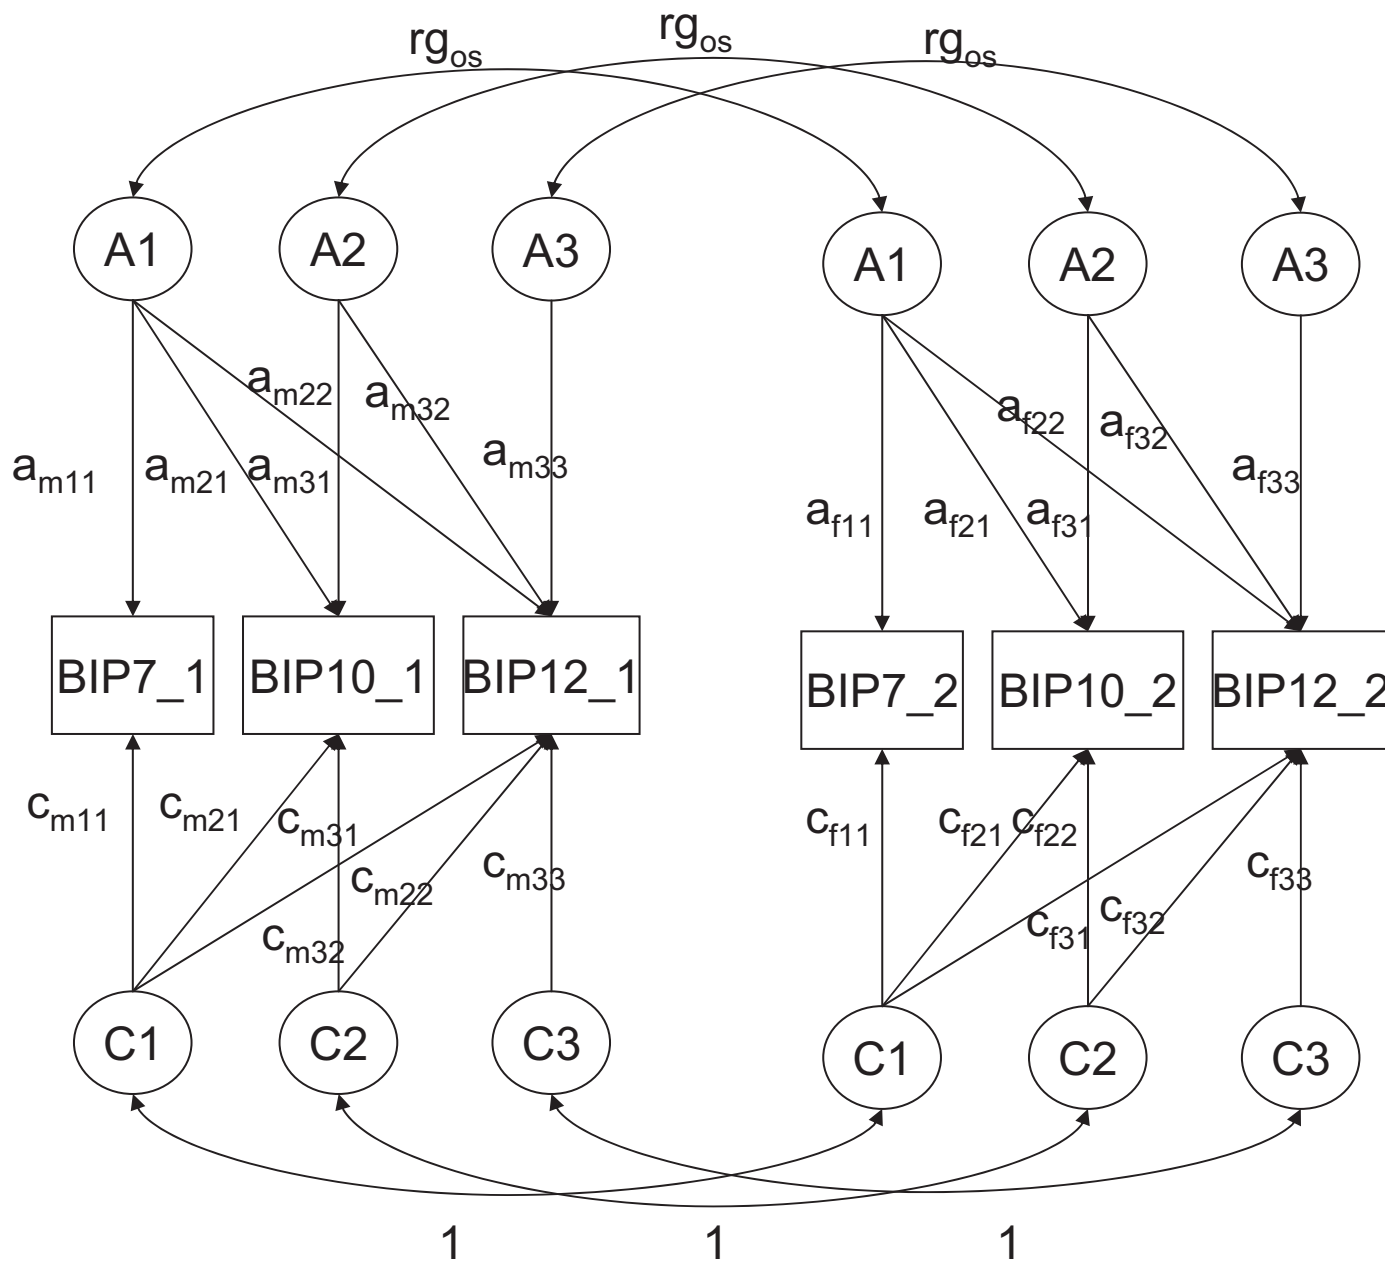 rg_os rg_os rg_os
A1 A2 A3 A1 A2 A3
a_m22 a_m32 a_f22 a_f32
a_m11 a_m21 a_m31 a_m33 a_f11 a_f21 a_f31 a_f33
BIP7_1 BIP10_1 BIP12_1 BIP7_2 BIP10_2 BIP12_2
c_m11 c_m21 c_m31 c_f11 c_f21 c_f22
c_m22 c_m33 c_f33
c_m32 c_f31 c_f32
C1 C2 C3 C1 C2 C3
1 1 1